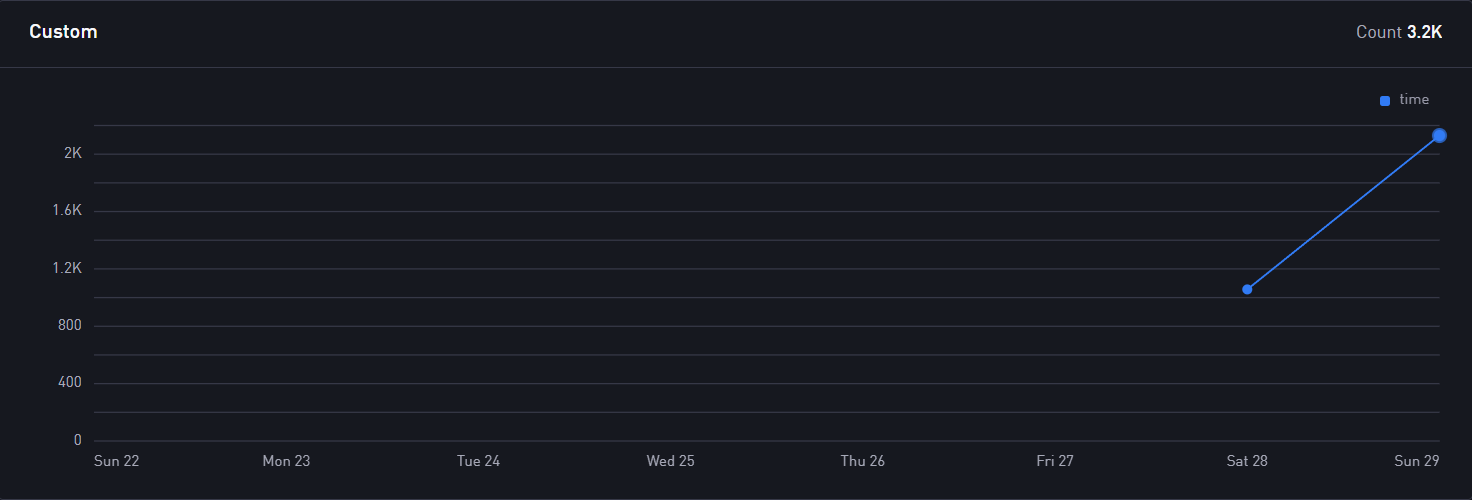 Custom
Count 3.2K
time
2K
1.6K
1.2K
800
400
0
Sun 22 Mon 23 Tue 24 Wed 25 Thu 26 Fri 27 Sat 28 Sun 29